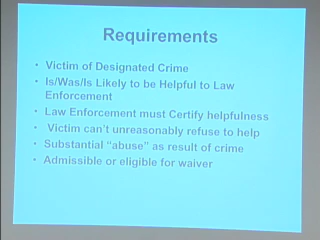 Requirements
• Victim of Designated Crime
• Is/Was/Is Likely to be Helpful to Law
Enforcement
• Law Enforcement must Certify helpfulness
• Victim can't unreasonably refuse to help
• Substantial “abuse” as result of crime
• Admissible or eligible for waiver